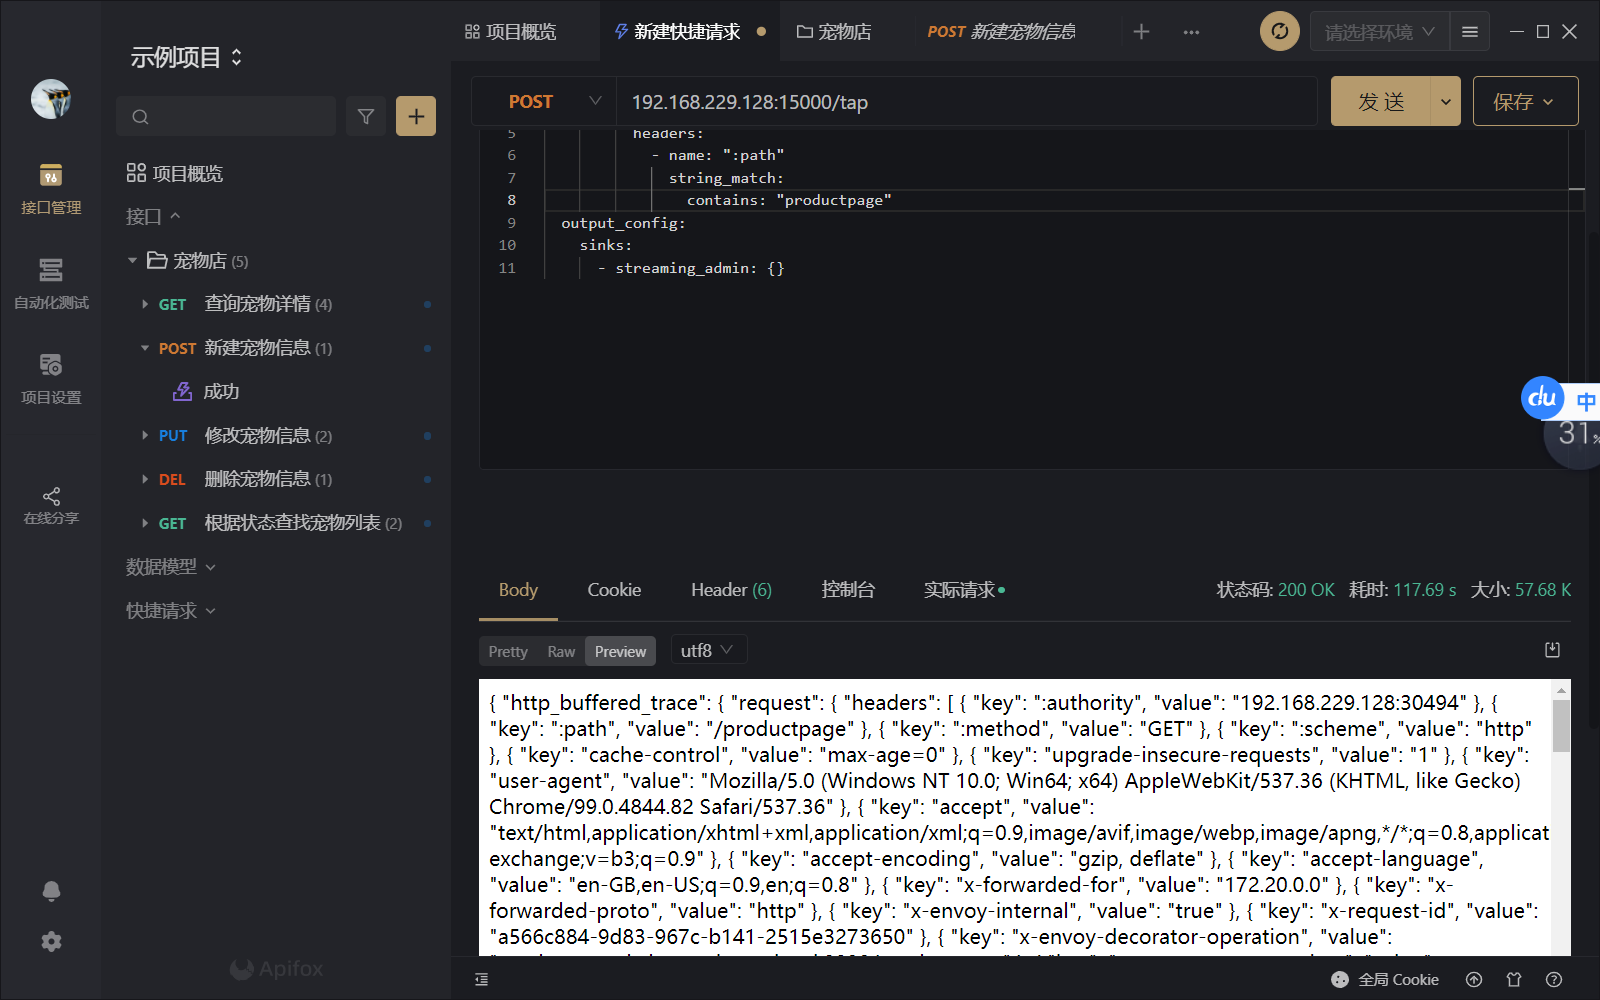 项目概览
新建快捷请求
宠物店
POST 新建宠物信息
请选择环境
示例项目
接口管理
自动化测试
项目设置
在线分享
项目概览
接口
宠物店 (5)
GET 查询宠物详情 (4)
POST 新建宠物信息 (1)
成功
PUT 修改宠物信息 (2)
DEL 删除宠物信息 (1)
GET 根据状态查找宠物列表 (2)
数据模型
快捷请求
Apifox
POST 192.168.229.128:15000/tap
发 送
保存
5 headers:
6 - name: ":path"
7 string_match:
8 contains: "productpage"
9 output_config:
10 sinks:
11 - streaming_admin: {}
du 中
31%
Body Cookie Header (6) 控制台 实际请求
状态码: 200 OK 耗时: 117.69 s 大小: 57.68 K
Pretty Raw Preview utf8
{ "http_buffered_trace": { "request": { "headers": [ { "key": ":authority", "value": "192.168.229.128:30494" }, {
"key": ":path", "value": "/productpage" }, { "key": ":method", "value": "GET" }, { "key": ":scheme", "value": "http"
}, { "key": "cache-control", "value": "max-age=0" }, { "key": "upgrade-insecure-requests", "value": "1" }, { "key":
"user-agent", "value": "Mozilla/5.0 (Windows NT 10.0; Win64; x64) AppleWebKit/537.36 (KHTML, like Gecko)
Chrome/99.0.4844.82 Safari/537.36" }, { "key": "accept", "value":
"text/html,application/xhtml+xml,application/xml;q=0.9,image/avif,image/webp,image/apng,*/*;q=0.8,applicat
exchange;v=b3;q=0.9" }, { "key": "accept-encoding", "value": "gzip, deflate" }, { "key": "accept-language",
"value": "en-GB,en-US;q=0.9,en;q=0.8" }, { "key": "x-forwarded-for", "value": "172.20.0.0" }, { "key": "x-
forwarded-proto", "value": "http" }, { "key": "x-envoy-internal", "value": "true" }, { "key": "x-request-id", "value":
"a566c884-9d83-967c-b141-2515e3273650" }, { "key": "x-envoy-decorator-operation", "value":
全局 Cookie